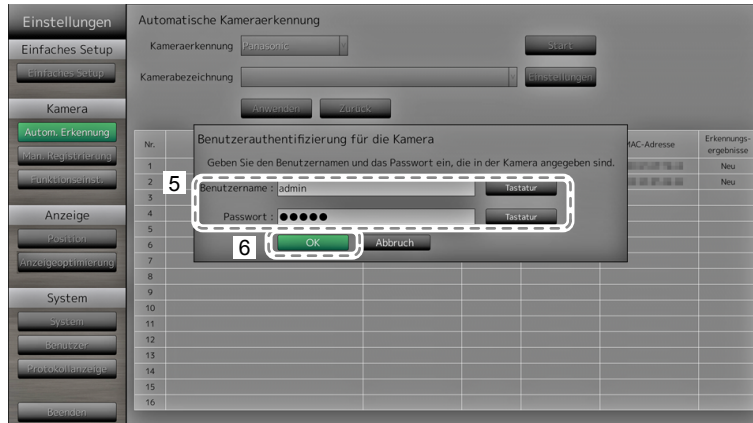 Einstellungen
Einfaches Setup
Einfaches Setup
Kamera
Autom. Erkennung
Man. Registrierung
Funktionseinst.
Anzeige
Position
Anzeigeoptimierung
System
System
Benutzer
Protokollanzeige
Beenden
Automatische Kameraerkennung
Kameraerkennung Panasonic Start
Kamerabezeichnung Einstellungen
Anwenden Zurück
Nr. MAC-Adresse Erkennungs-
ergebnisse
1 Neu
2 Neu
3
4
5
6
7
8
9
10
11
12
13
14
15
16
Benutzerauthentifizierung für die Kamera
Geben Sie den Benutzernamen und das Passwort ein, die in der Kamera angegeben sind.
5 Benutzername : admin Tastatur
Passwort : ●●●●● Tastatur
6 OK Abbruch